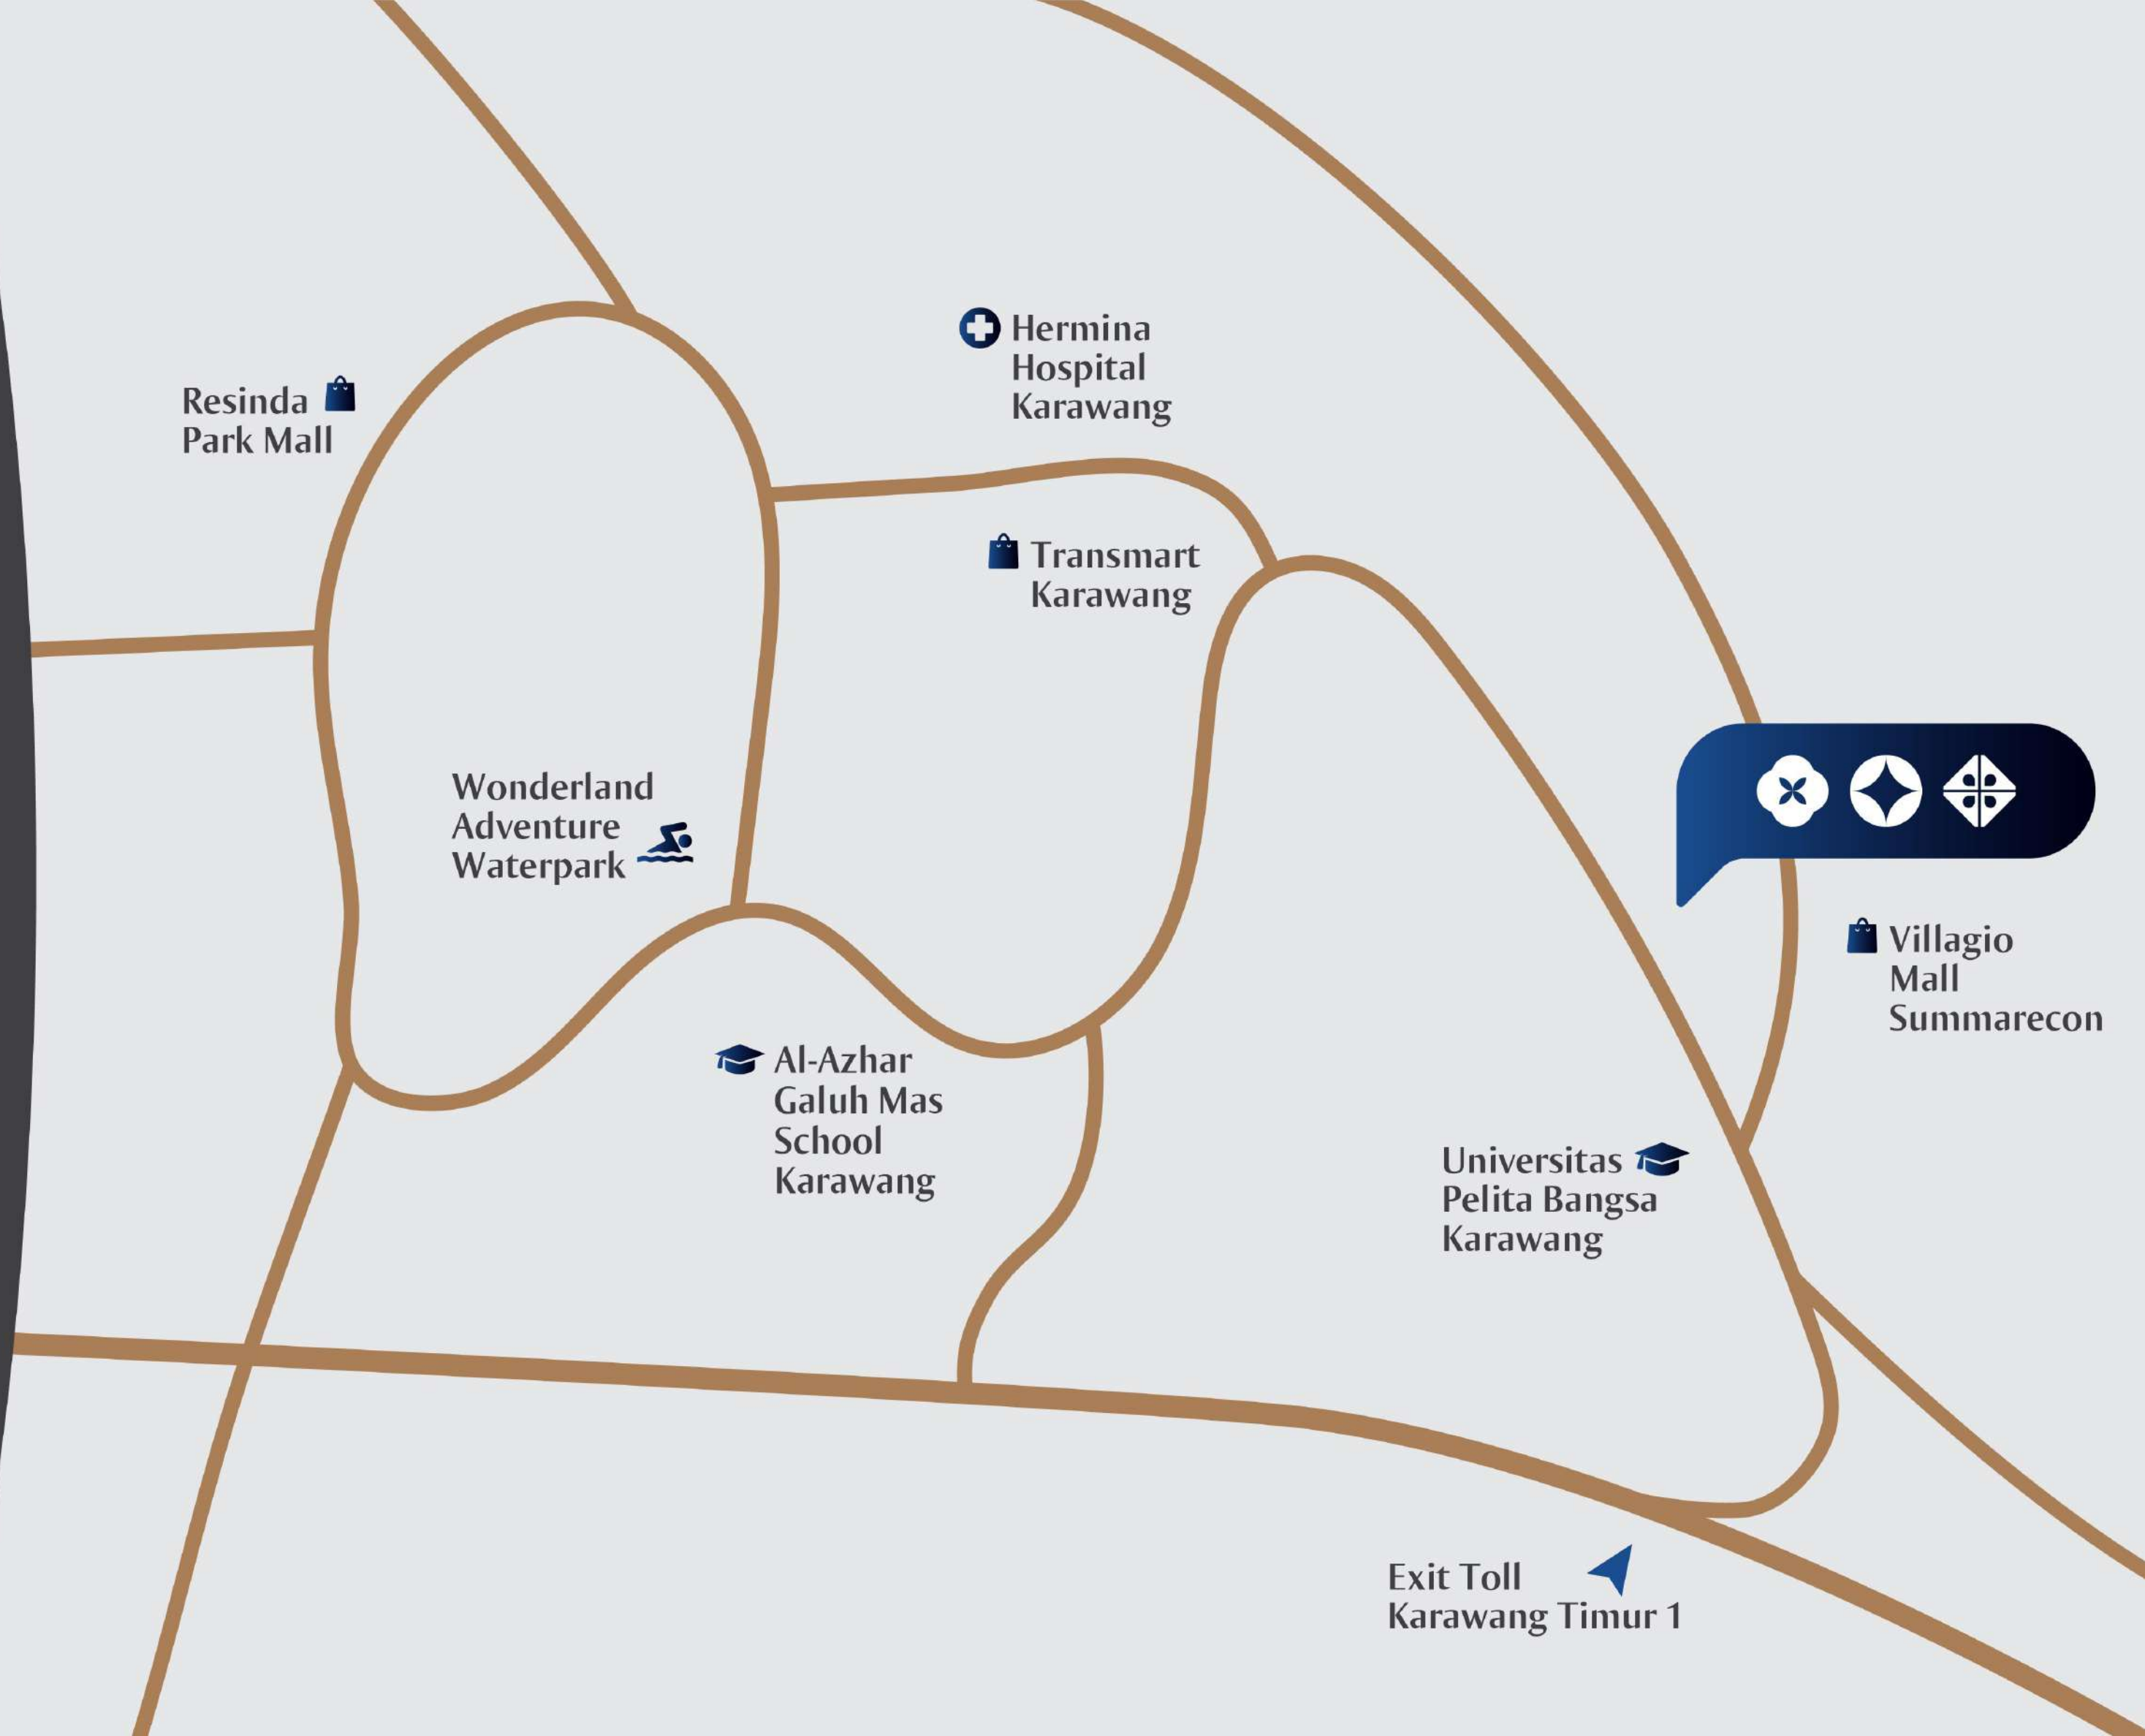 Hermina
Hospital
Karawang
Resinda
Park Mall
Transmart
Karawang
Wonderland
Adventure
Waterpark
Villagio
Mall
Summarecon
Al-Azhar
Galuh Mas
School
Karawang
Universitas
Pelita Bangsa
Karawang
Exit Toll
Karawang Timur 1